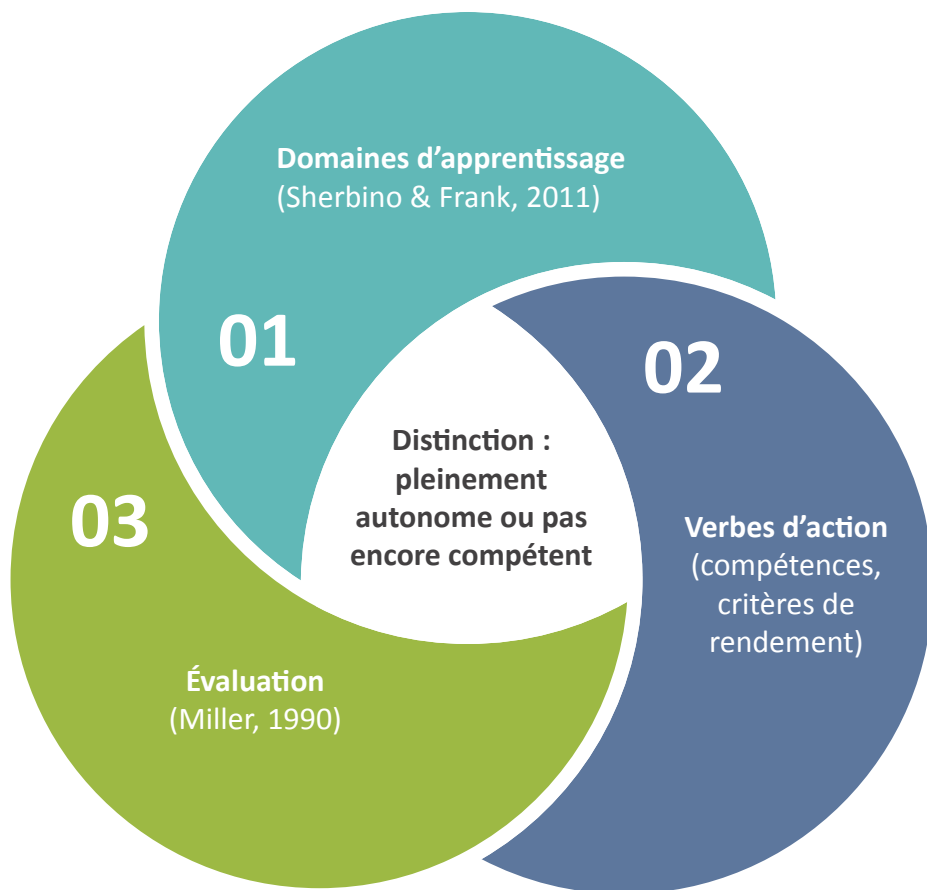 Domaines d’apprentissage
(Sherbino & Frank, 2011)
01
02
Verbes d’action
(compétences,
critères de
rendement)
03
Évaluation
(Miller, 1990)
Distinction :
pleinement
autonome ou pas
encore compétent